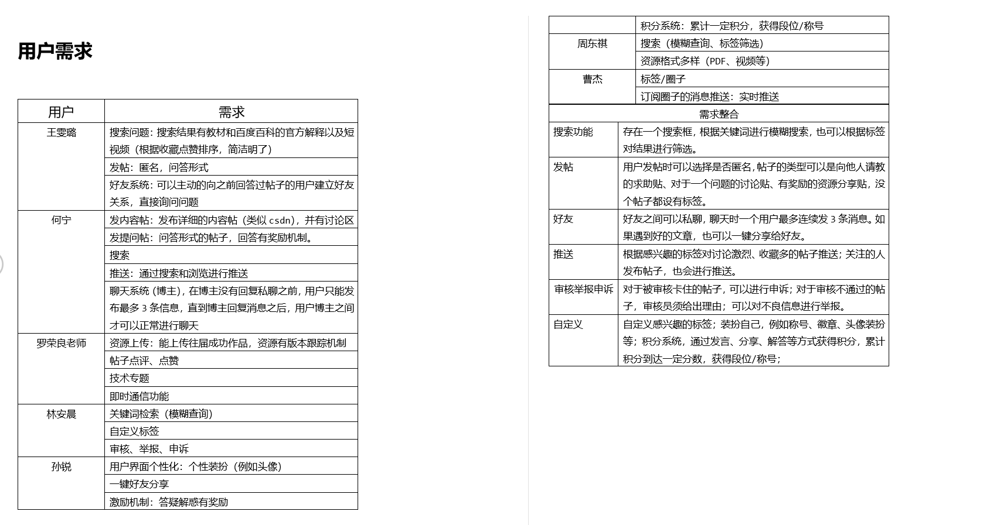 用户需求
用户
需求
王雯璐
搜索问题：搜索结果有教材和百度百科的官方解释以及短
视频（根据收藏点赞排序，简洁明了）
发帖：匿名，问答形式
好友系统：可以主动的向之前回答过帖子的用户建立好友
关系，直接询问问题
何宁
发内容帖：发布详细的内容帖（类似 csdn），并有讨论区
发提问帖：问答形式的帖子，回答有奖励机制。
搜索
推送：通过搜索和浏览进行推送
聊天系统（博主），在博主没有回复私聊之前，用户只能发
布最多 3 条信息，直到博主回复消息之后，用户博主之间
才可以正常进行聊天
罗荣良老师
资源上传：能上传往届成功作品，资源有版本跟踪机制
帖子点评、点赞
技术专题
即时通信功能
林安晨
关键词检索（模糊查询）
自定义标签
审核、举报、申诉
孙锐
用户界面个性化：个性装扮（例如头像）
一键好友分享
激励机制：答疑解惑有奖励
积分系统：累计一定积分，获得段位/称号
周东祺
搜索（模糊查询、标签筛选）
资源格式多样（PDF、视频等）
曹杰
标签/圈子
订阅圈子的消息推送：实时推送
需求整合
搜索功能
存在一个搜索框，根据关键词进行模糊搜索，也可以根据标签
对结果进行筛选。
发帖
用户发帖时可以选择是否匿名，帖子的类型可以是向他人请教
的求助贴、对于一个问题的讨论贴、有奖励的资源分享贴，没
个帖子都设有标签。
好友
好友之间可以私聊，聊天时一个用户最多连续发 3 条消息。如
果遇到好的文章，也可以一键分享给好友。
推送
根据感兴趣的标签对讨论激烈、收藏多的帖子推送；关注的人
发布帖子，也会进行推送。
审核举报申诉
对于被审核卡住的帖子，可以进行申诉；对于审核不通过的帖
子，审核员须给出理由；可以对不良信息进行举报。
自定义
自定义感兴趣的标签；装扮自己，例如称号、徽章、头像装扮
等；积分系统，通过发言、分享、解答等方式获得积分，累计
积分到达一定分数，获得段位/称号；